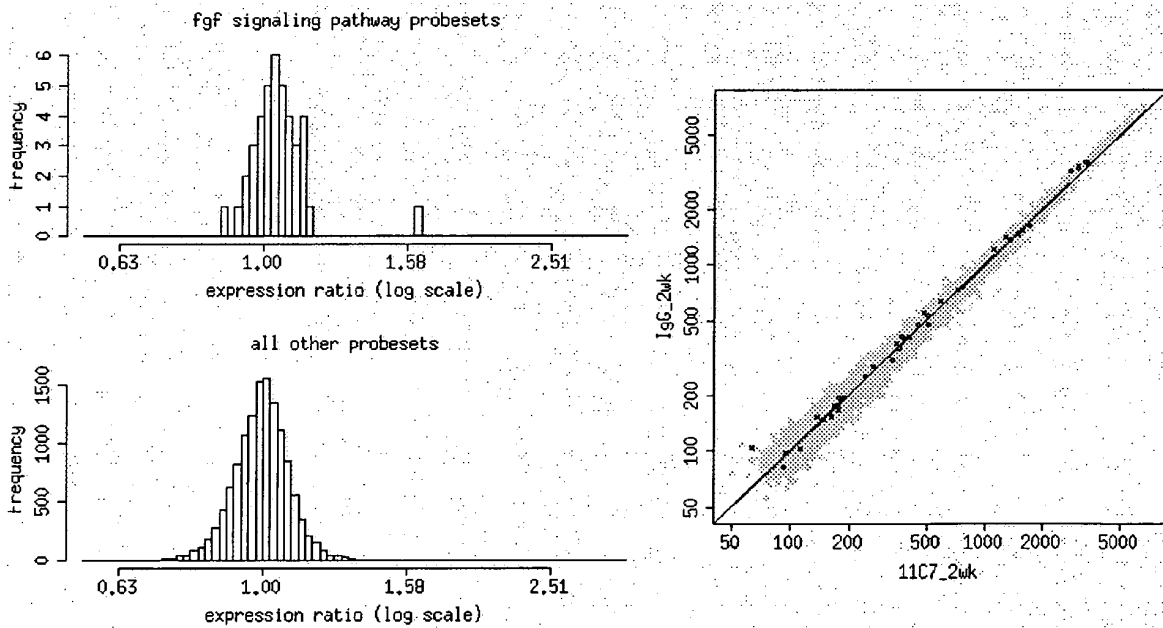 fgf signaling pathway probesets
6
5
4
3
2
1
0
frequency
0.63 1.00 1.58 2.51
expression ratio (log scale)
all other probesets
1500
1000
500
0
frequency
0.63 1.00 1.58 2.51
expression ratio (log scale)
5000
2000
1000
500
200
100
50
IgG_2wk
50 100 200 500 1000 2000 5000
11C7_2wk